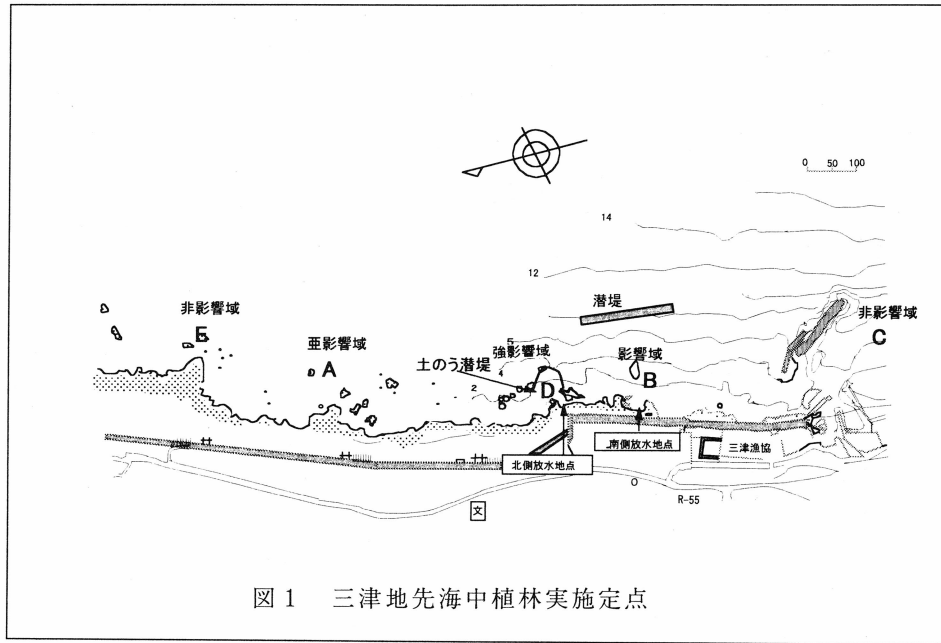 0 50 100
14
12
潜堤
非影響域
E
亜影響域
A
土のう潜堤
5
強影響域
4
2
D
影響域
B
非影響域
C
北側放水地点
南側放水地点
三津漁協
R-55
文
図1 三津地先海中植林実施定点